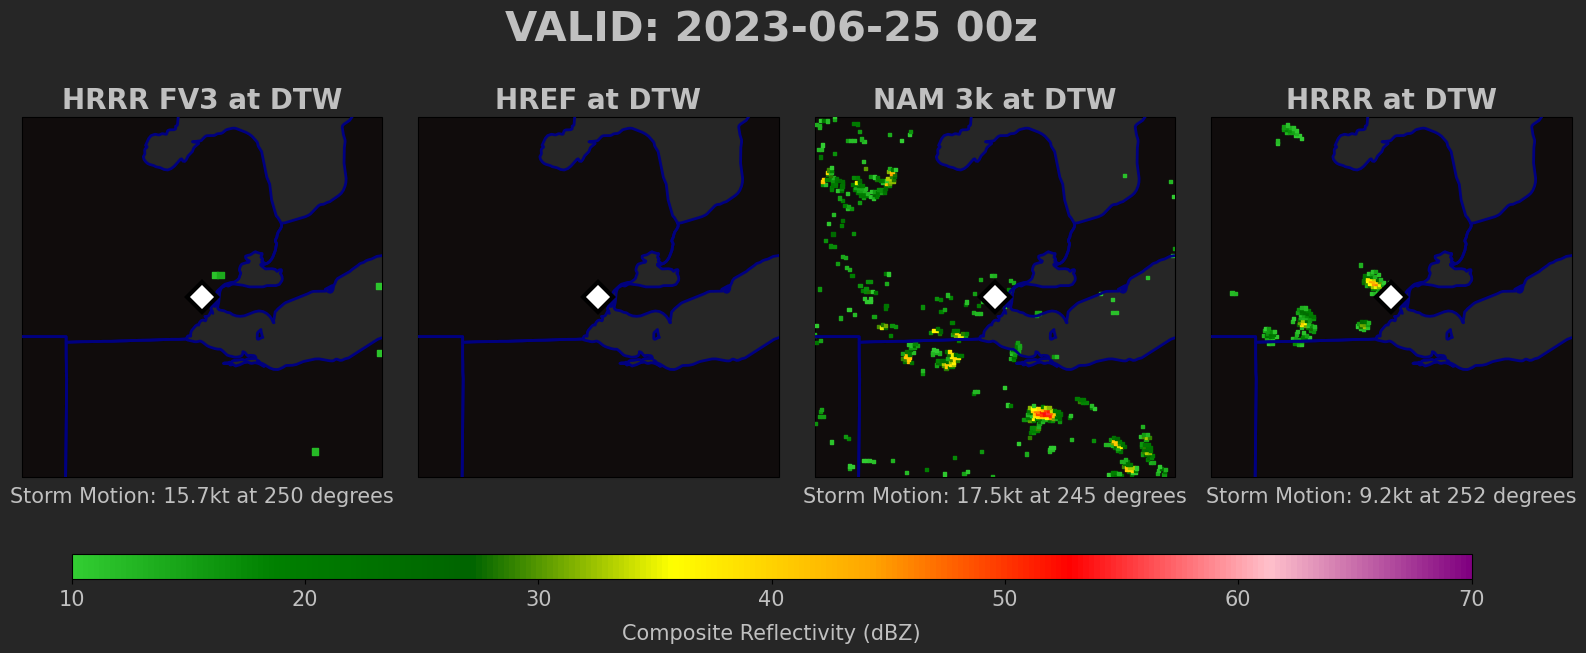 VALID: 2023-06-25 00z
HRRR FV3 at DTW
HREF at DTW
NAM 3k at DTW
HRRR at DTW
Storm Motion: 15.7kt at 250 degrees
Storm Motion: 17.5kt at 245 degrees
Storm Motion: 9.2kt at 252 degrees
10 20 30 40 50 60 70
Composite Reflectivity (dBZ)